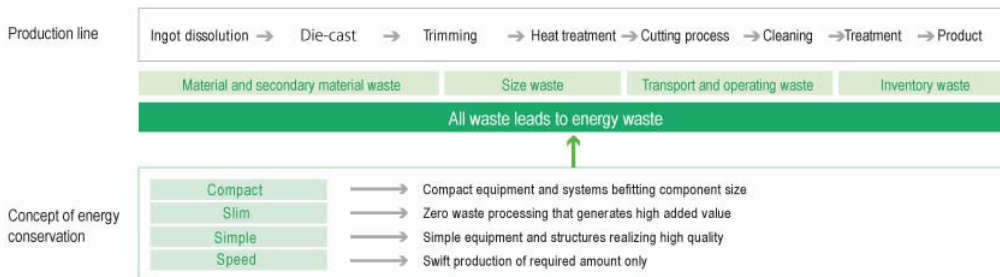 Production line
Ingot dissolution → Die-cast → Trimming → Heat treatment → Cutting process → Cleaning → Treatment → Product
Material and secondary material waste Size waste Transport and operating waste Inventory waste
All waste leads to energy waste
Concept of energy
conservation
Compact → Compact equipment and systems befitting component size
Slim → Zero waste processing that generates high added value
Simple → Simple equipment and structures realizing high quality
Speed → Swift production of required amount only